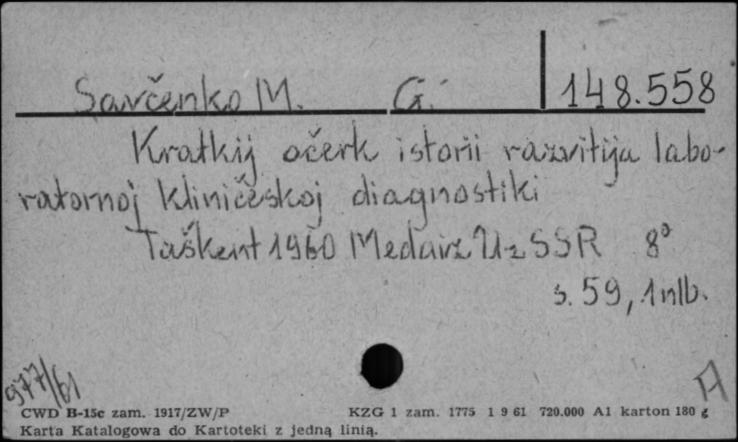 Savčenko M. G. 148.558
Kratkij očerk istorii razvitija labo-
ratornoj kliničeskoj diagnostiki
Taškent 1960 Medgiz UzSSR 8°
s. 59, 1 nlb.
977/61
A
CWD B-15c zam. 1917/ZW/P KZG 1 zam. 1775 1 9 61 720.000 A1 karton 180 g
Karta Katalogowa do Kartoteki z jedną linią.